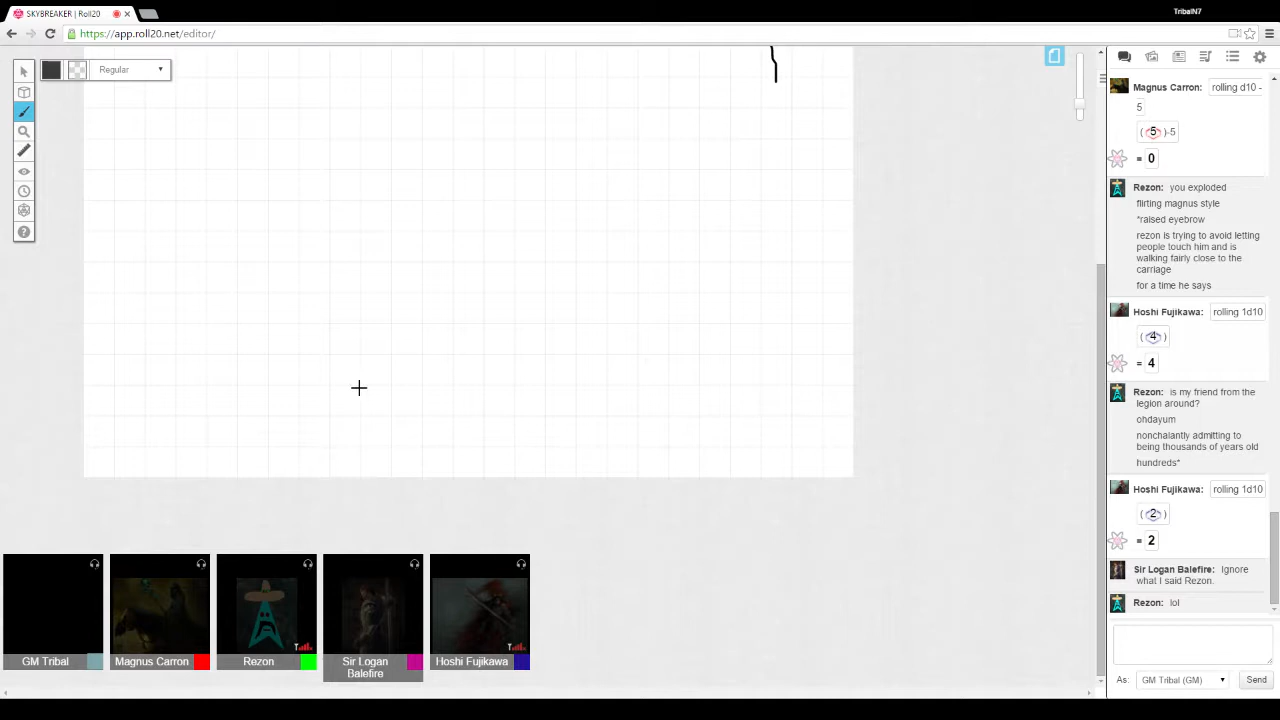 SKYBREAKER | Roll20
TribalN7
https://app.roll20.net/editor/
Regular
Magnus Carron: rolling d10 -
5
(5)-5
= 0
Rezon: you exploded
flirting magnus style
*raised eyebrow
rezon is trying to avoid letting
people touch him and is
walking fairly close to the
carriage
for a time he says
Hoshi Fujikawa: rolling 1d10
(4)
= 4
Rezon: is my friend from the
legion around?
ohdayum
nonchalantly admitting to
being thousands of years old
hundreds*
Hoshi Fujikawa: rolling 1d10
(2)
= 2
Sir Logan Balefire: Ignore
what I said Rezon.
Rezon: lol
GM Tribal
Magnus Carron
Rezon
Sir Logan
Balefire
Hoshi Fujikawa
As: GM Tribal (GM)
Send